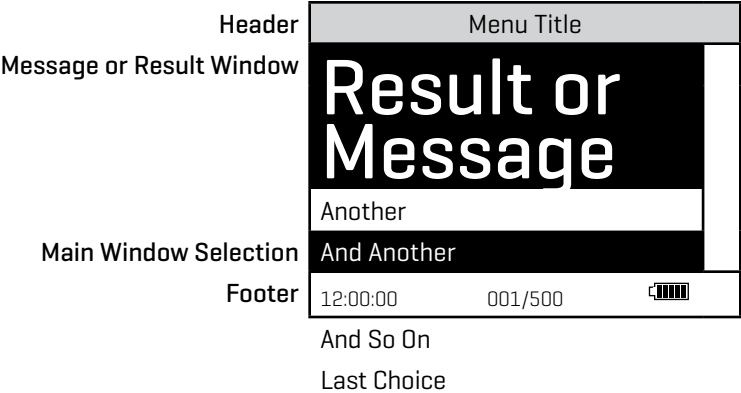 Header Menu Title
Message or Result Window Result or
Message
Another
Main Window Selection And Another
Footer 12:00:00 001/500
And So On
Last Choice